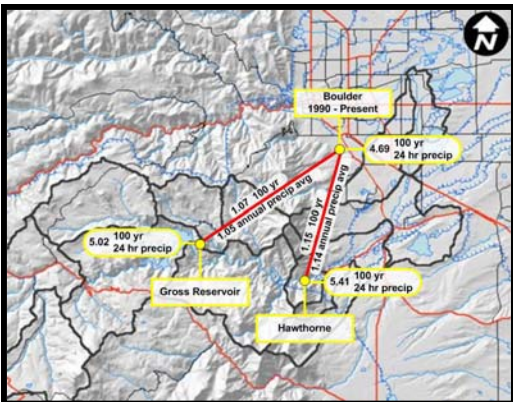 N
Boulder
1990 - Present
4.69 100 yr
24 hr precip
1.07 100 yr
1.05 annual precip avg
1.15 100 yr
1.14 annual precip avg
5.02 100 yr
24 hr precip
5.41 100 yr
24 hr precip
Gross Reservoir
Hawthorne